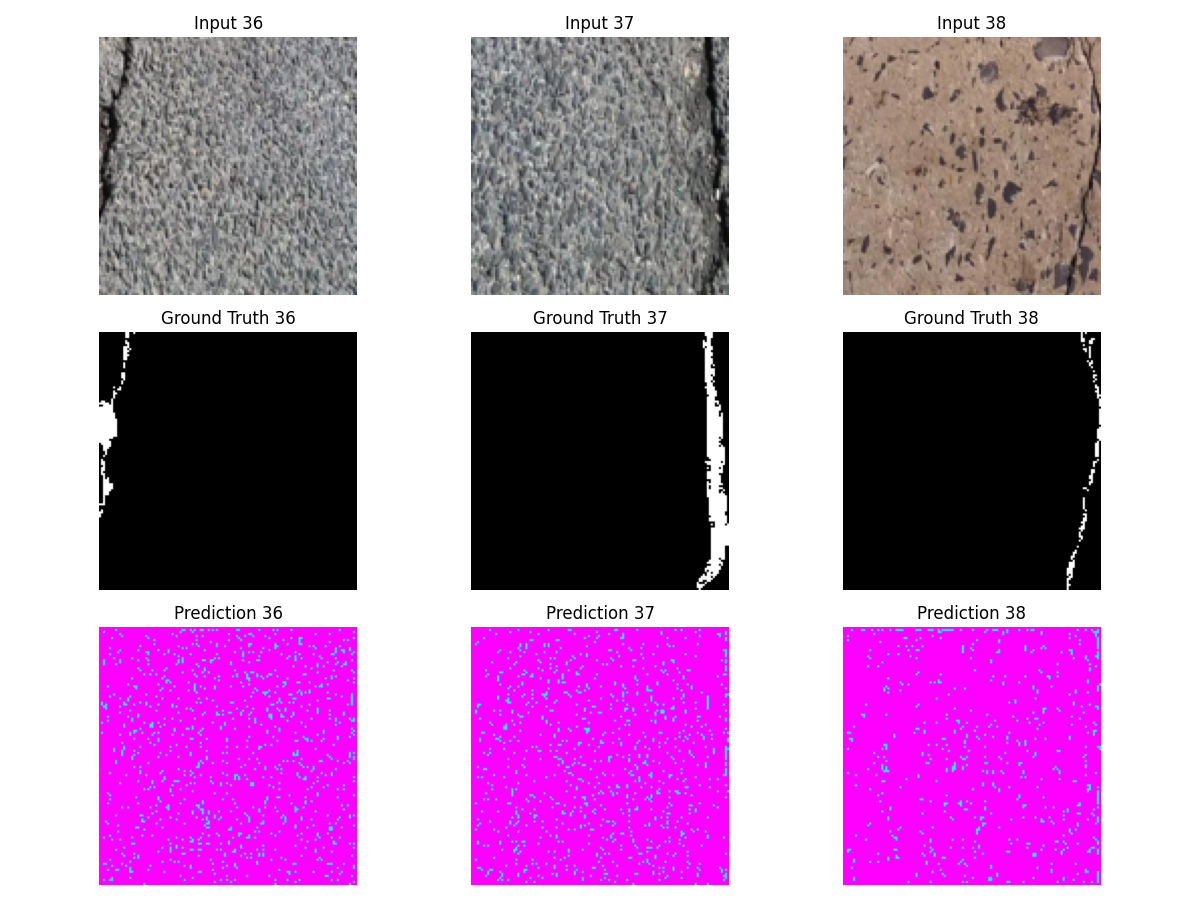 Input 36
Input 37
Input 38
Ground Truth 36
Ground Truth 37
Ground Truth 38
Prediction 36
Prediction 37
Prediction 38